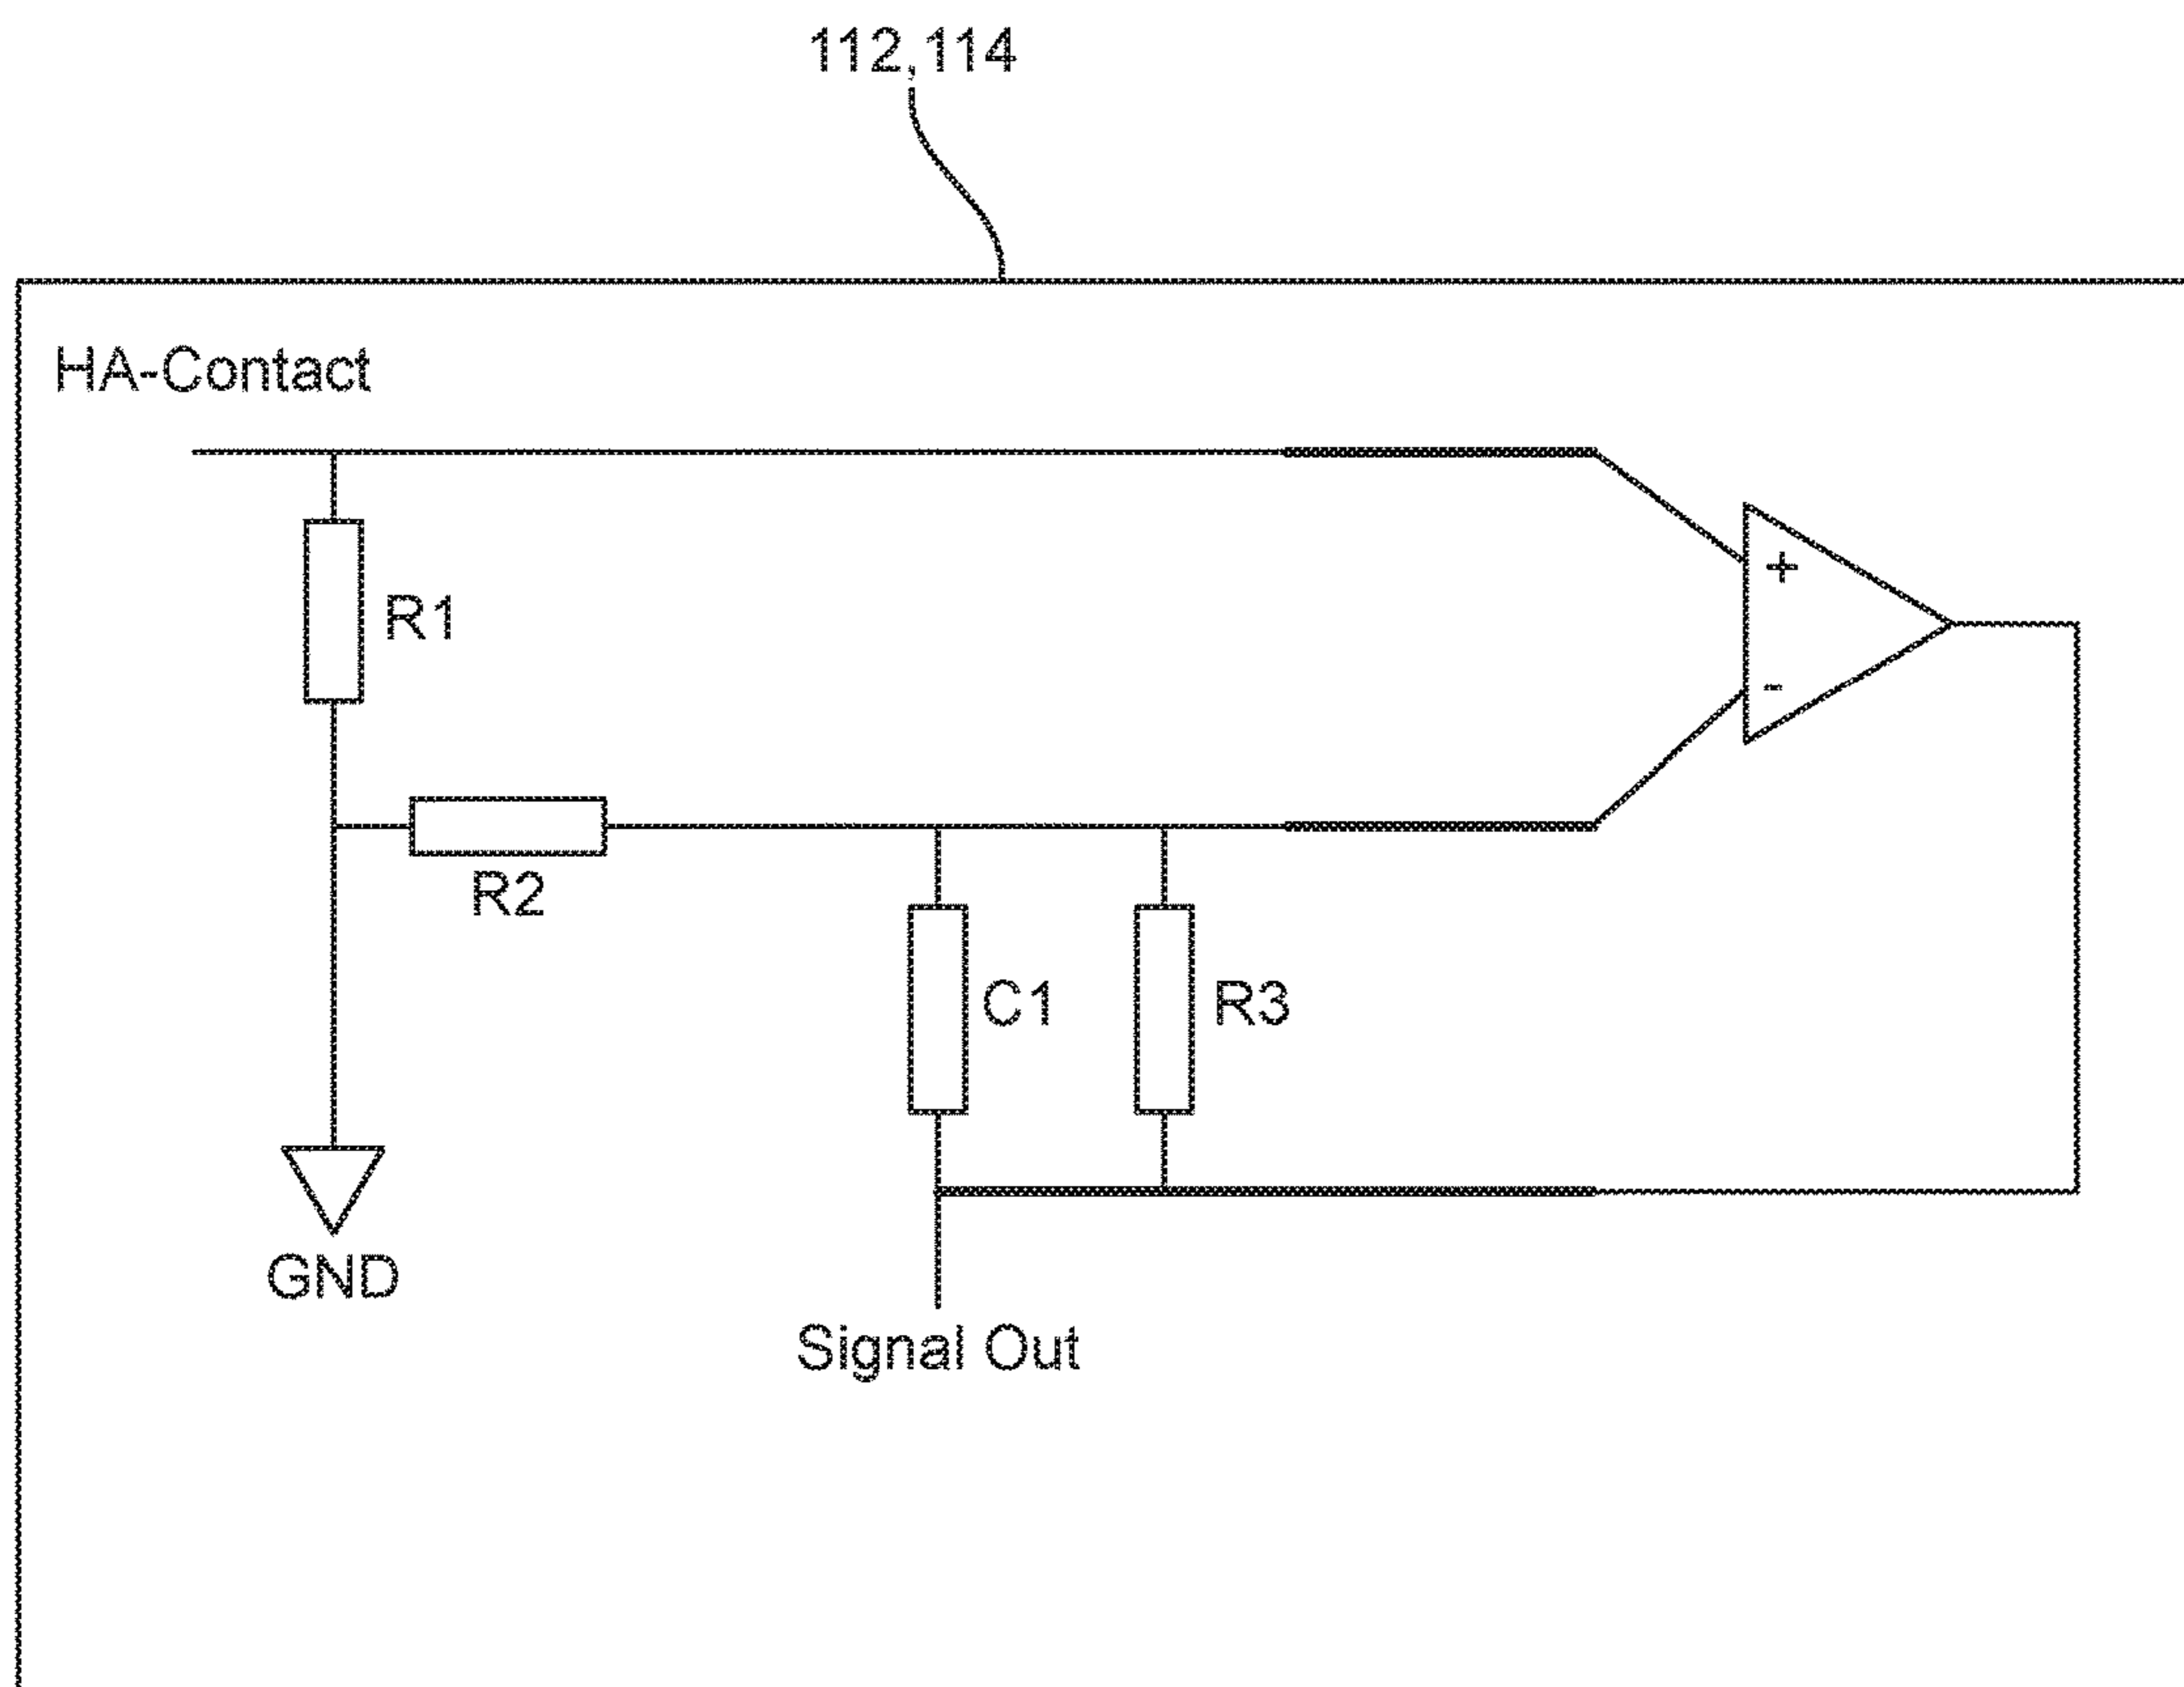 112,114
HA-Contact
+
R1
-
R2
C1
R3
GND
Signal Out